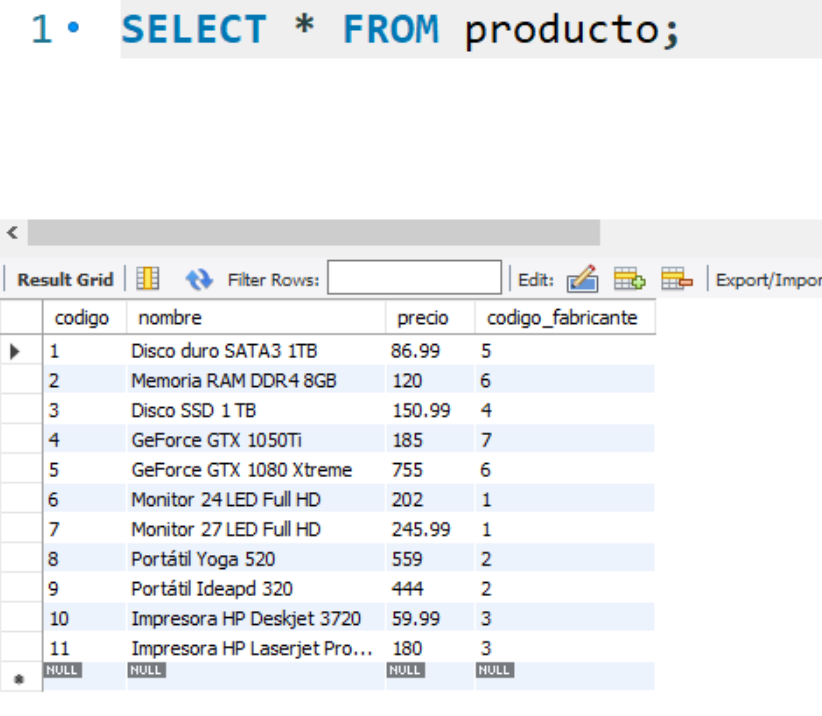 1 SELECT * FROM producto;
Result Grid Filter Rows: Edit: Export/Impor
codigo nombre precio codigo_fabricante
1 Disco duro SATA3 1TB 86.99 5
2 Memoria RAM DDR4 8GB 120 6
3 Disco SSD 1 TB 150.99 4
4 GeForce GTX 1050Ti 185 7
5 GeForce GTX 1080 Xtreme 755 6
6 Monitor 24 LED Full HD 202 1
7 Monitor 27 LED Full HD 245.99 1
8 Portátil Yoga 520 559 2
9 Portátil Ideapd 320 444 2
10 Impresora HP Deskjet 3720 59.99 3
11 Impresora HP Laserjet Pro... 180 3
NULL NULL NULL NULL